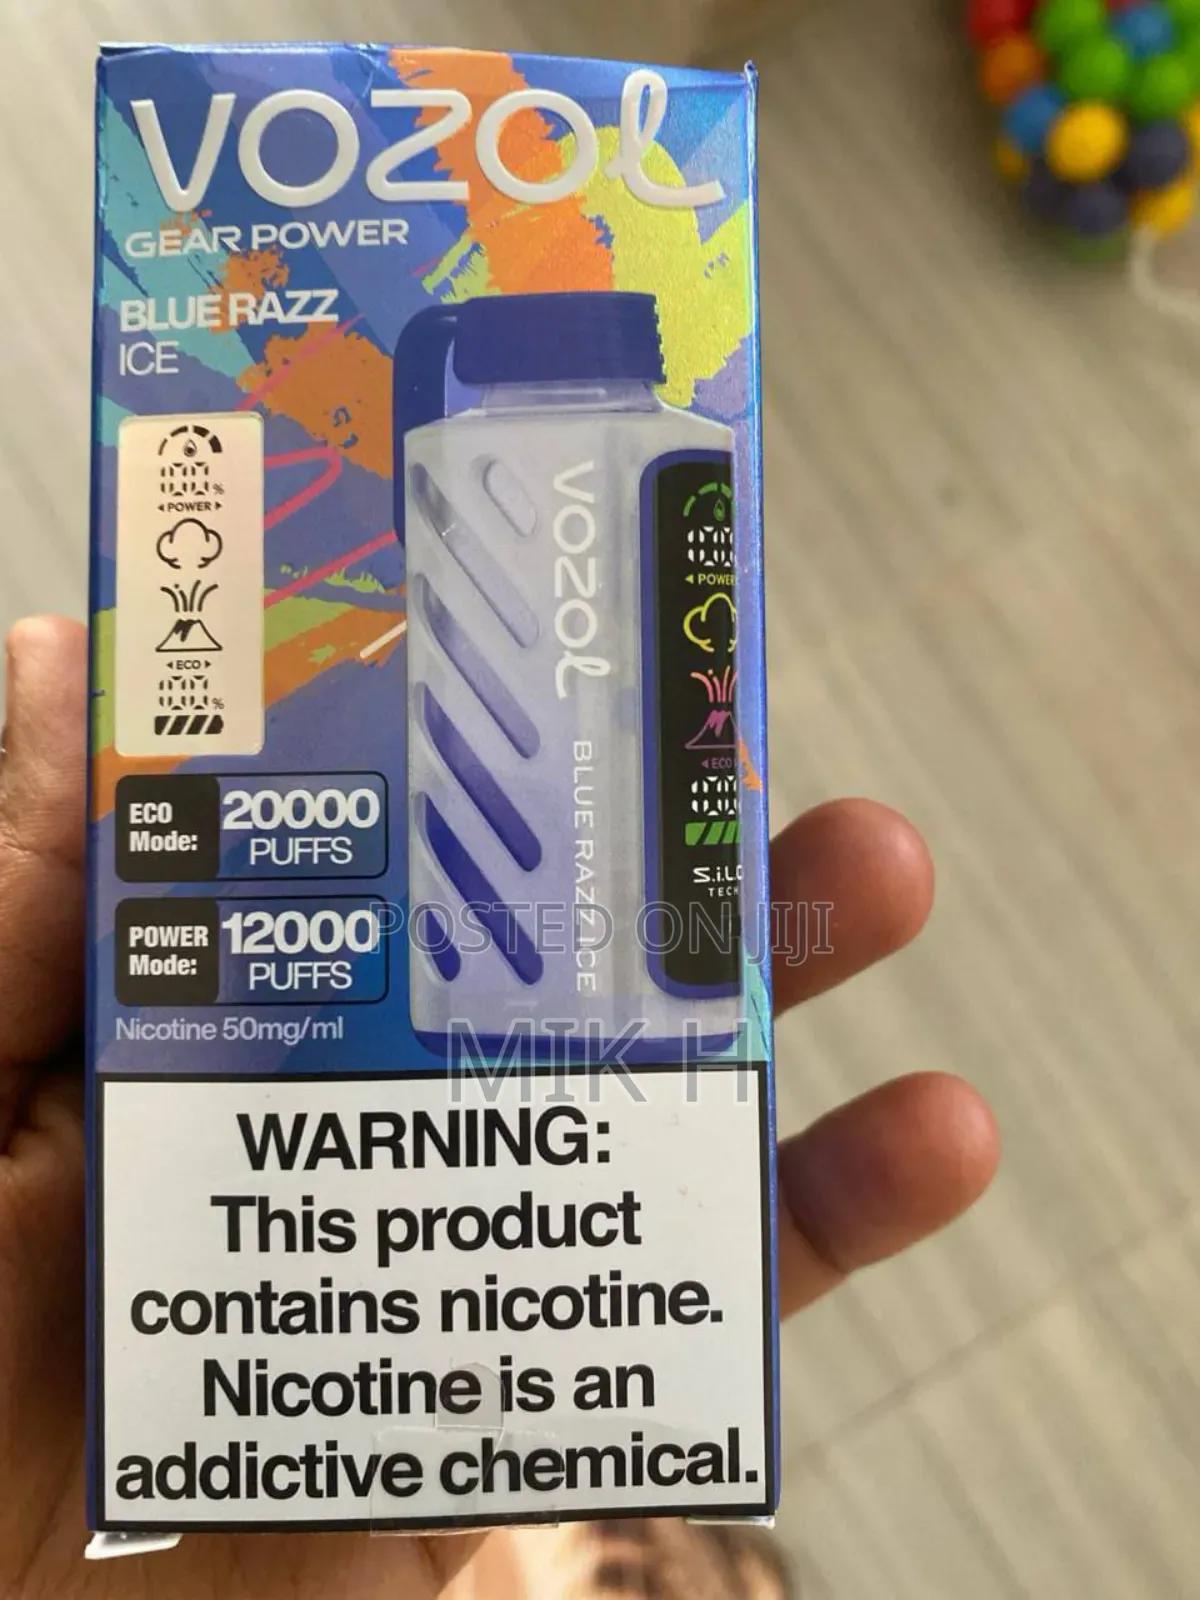 VOZOL
GEAR POWER
BLUE RAZZ
ICE
%
◄ POWER ►
◄ ECO ►
%
ECO
Mode:
20000
PUFFS
POWER
Mode:
12000
PUFFS
Nicotine 50mg/ml
VOZOL BLUE RAZZ ICE
◄ POWER
◄ ECO
S.i.LO
TECH
POSTED ON JIJI
MIK H
WARNING:
This product
contains nicotine.
Nicotine is an
addictive chemical.